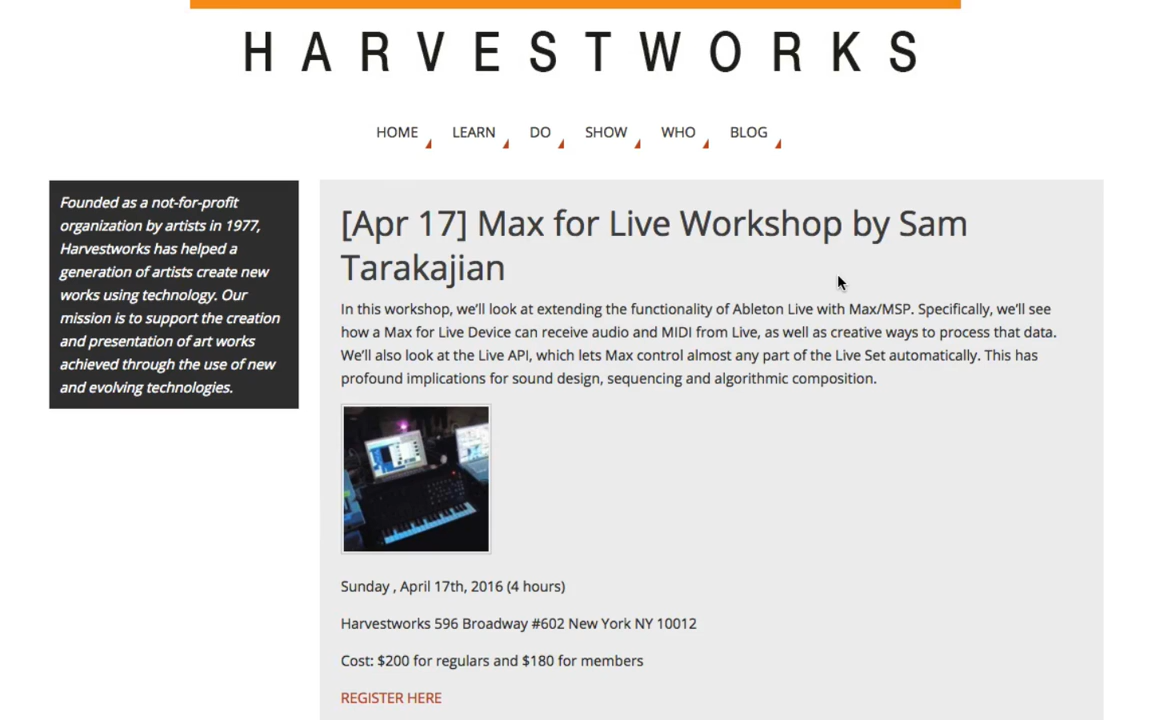 HARVESTWORKS
HOME LEARN DO SHOW WHO BLOG
Founded as a not-for-profit
organization by artists in 1977,
Harvestworks has helped a
generation of artists create new
works using technology. Our
mission is to support the creation
and presentation of art works
achieved through the use of new
and evolving technologies.
[Apr 17] Max for Live Workshop by Sam
Tarakajian
In this workshop, we'll look at extending the functionality of Ableton Live with Max/MSP. Specifically, we'll see
how a Max for Live Device can receive audio and MIDI from Live, as well as creative ways to process that data.
We'll also look at the Live API, which lets Max control almost any part of the Live Set automatically. This has
profound implications for sound design, sequencing and algorithmic composition.
Sunday , April 17th, 2016 (4 hours)
Harvestworks 596 Broadway #602 New York NY 10012
Cost: $200 for regulars and $180 for members
REGISTER HERE